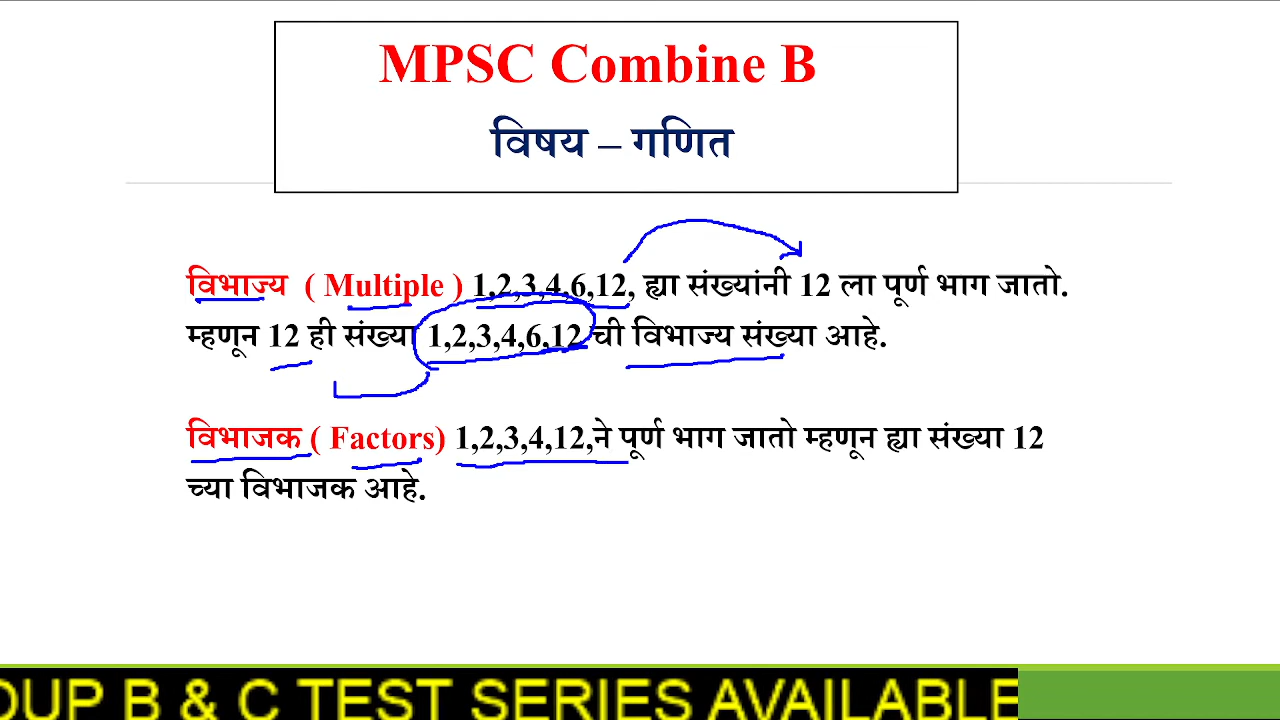 MPSC Combine B
विषय – गणित
विभाज्य ( Multiple ) 1,2,3,4,6,12, ह्या संख्यांनी 12 ला पूर्ण भाग जातो.
म्हणून 12 ही संख्या 1,2,3,4,6,12 ची विभाज्य संख्या आहे.
विभाजक ( Factors) 1,2,3,4,12,ने पूर्ण भाग जातो म्हणून ह्या संख्या 12
च्या विभाजक आहे.
OUP B & C TEST SERIES AVAILABLE